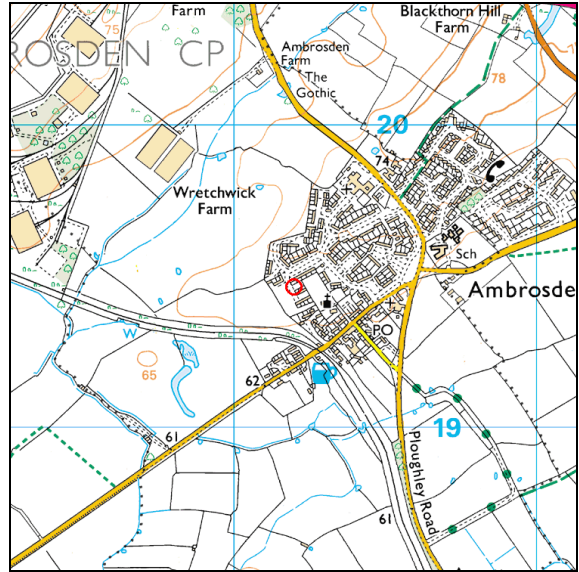 Farm
75
ROSDEN CP
Blackthorn Hill
Farm
Ambrosden
Farm
The
Gothic
78
20
74
Wretchwick
Farm
Sch
Ambrosde
PO
W
65
62
61
19
Ploughley Road
61